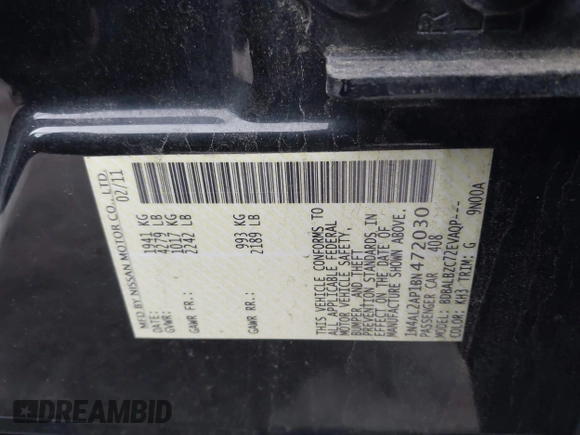 MFD BY NISSAN MOTOR CO., LTD.
DATE: 02/11
GVWR: 1941 KG
4279 LB
GAWR FR: 1017 KG
2242 LB
GAWR RR: 993 KG
2189 LB
THIS VEHICLE CONFORMS TO
ALL APPLICABLE FEDERAL
MOTOR VEHICLE SAFETY,
BUMPER, AND THEFT
PREVENTION STANDARDS IN
EFFECT ON THE DATE OF
MANUFACTURE SHOWN ABOVE.
1N4AL2AP1BN472030
PASSENGER CAR 408
MODEL: BDBALBZC72EVAQP---
COLOR: KH3 TRIM: G 9N00A
R L
DREAMBID